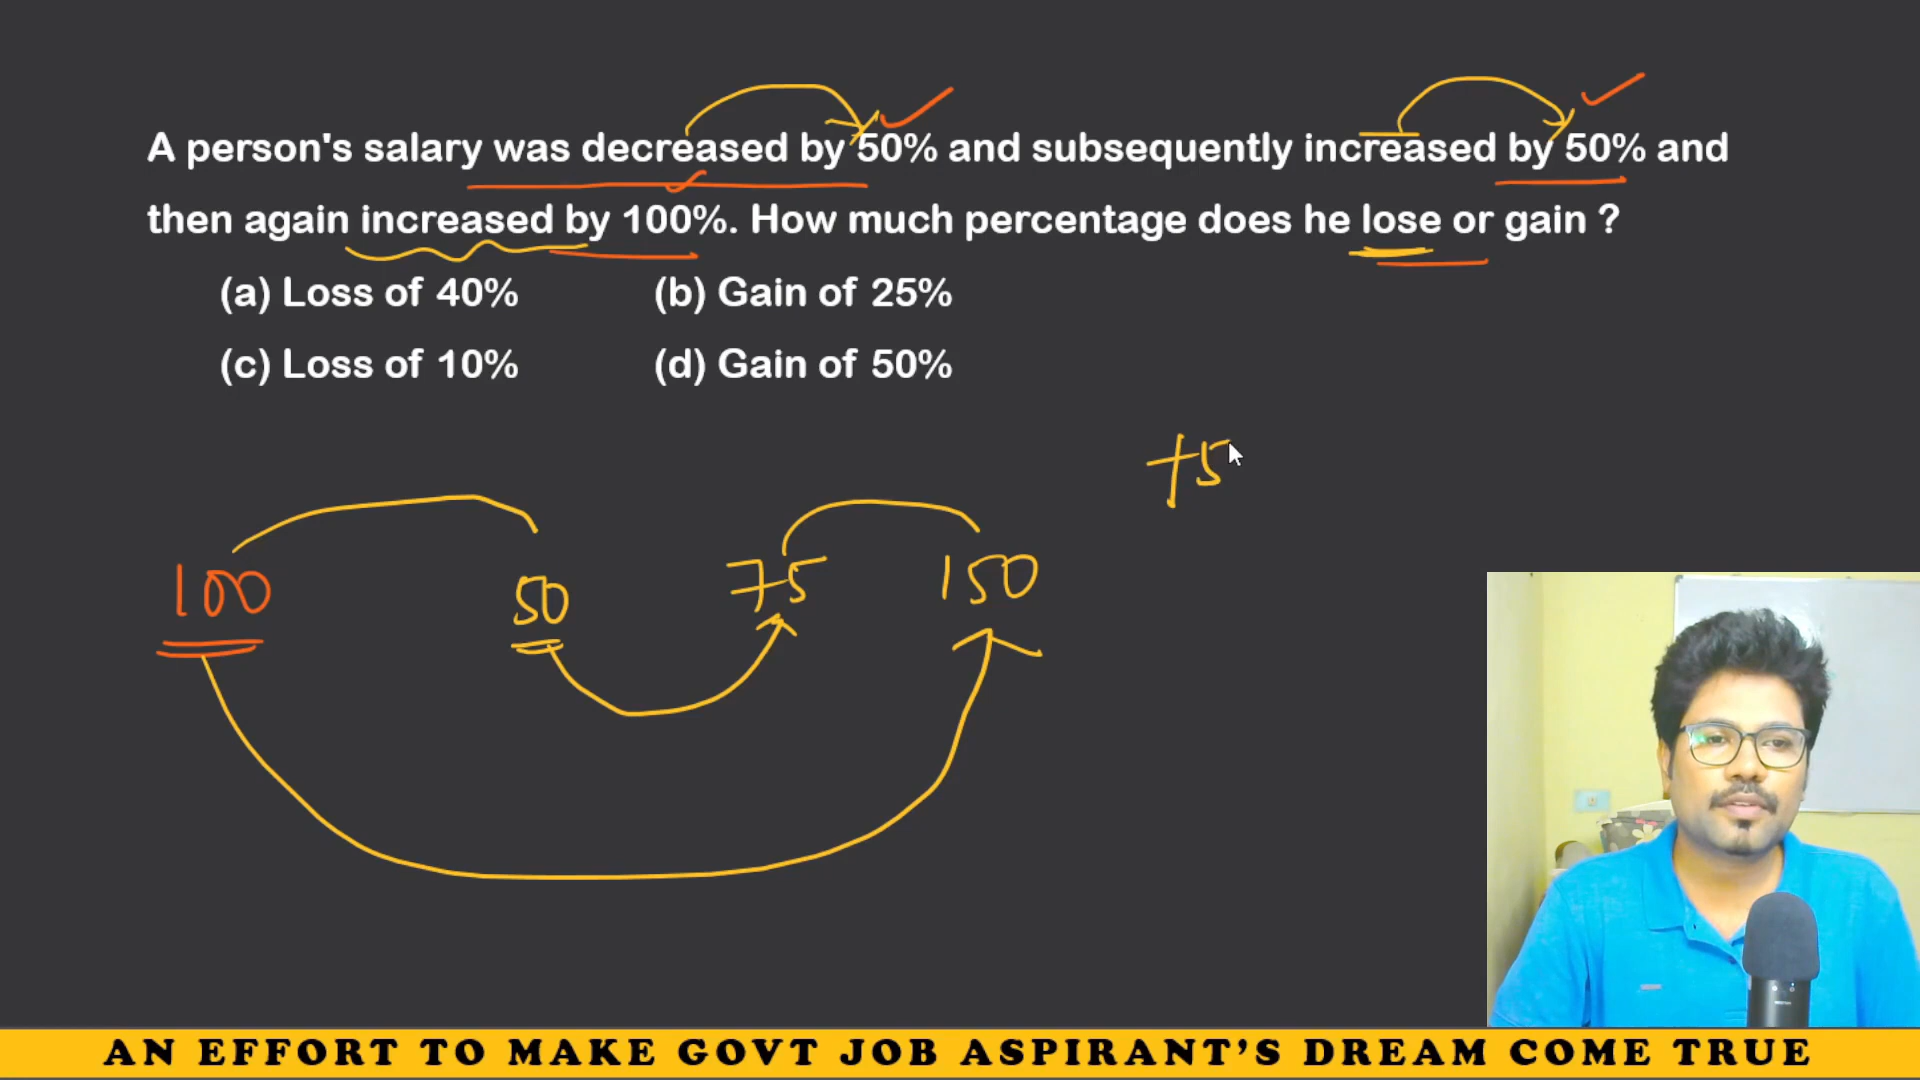 A person's salary was decreased by 50% and subsequently increased by 50% and
then again increased by 100%. How much percentage does he lose or gain ?
(a) Loss of 40% (b) Gain of 25%
(c) Loss of 10% (d) Gain of 50%
+5
100 50 75 150
AN EFFORT TO MAKE GOVT JOB ASPIRANT’S DREAM COME TRUE